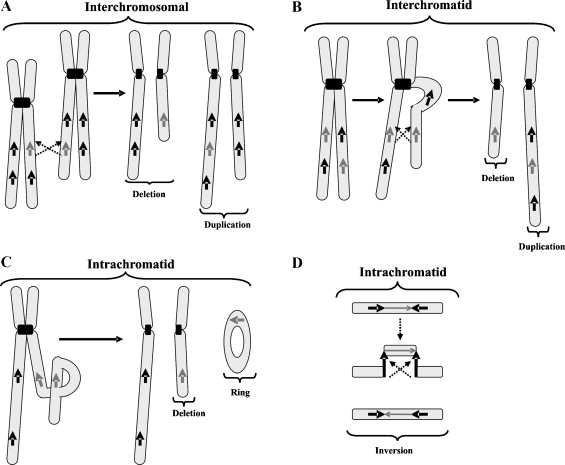 A
Interchromosomal
Deletion
Duplication
B
Interchromatid
Deletion
Duplication
C
Intrachromatid
Deletion
Ring
D
Intrachromatid
Inversion